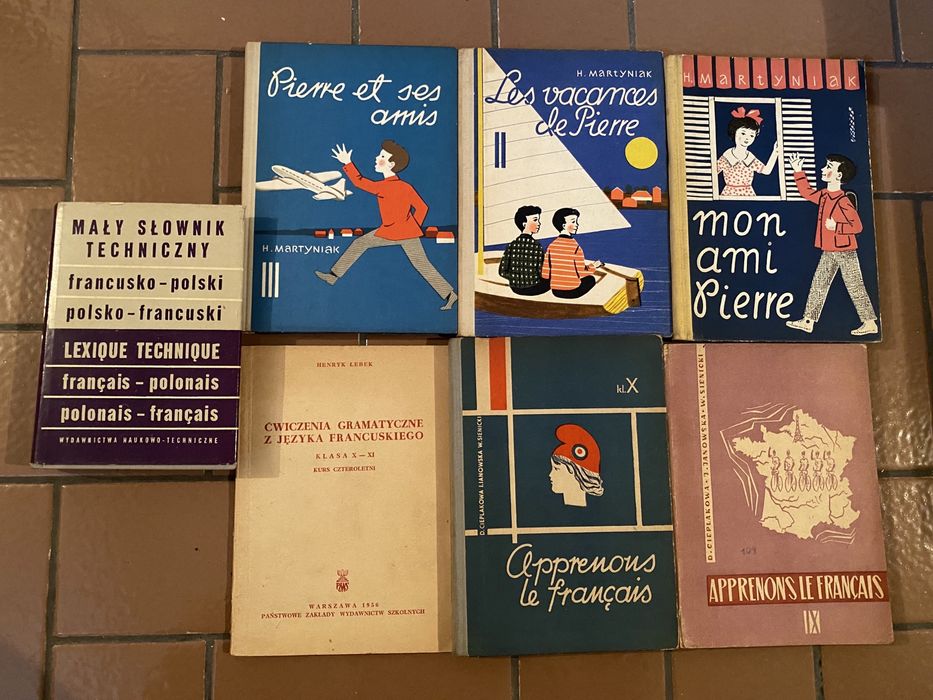 MAŁY SŁOWNIK
TECHNICZNY
francusko-polski
polsko-francuski
LEXIQUE TECHNIQUE
français - polonais
polonais - français
WYDAWNICTWA NAUKOWO-TECHNICZNE
Pierre et ses
amis
H. MARTYNIAK
III
H. MARTYNIAK
Les vacances
de Pierre
II
H. MARTYNIAK
mon
ami
Pierre
HENRYK ŁEBEK
ĆWICZENIA GRAMATYCZNE
Z JĘZYKA FRANCUSKIEGO
KLASA X — XI
KURS CZTEROLETNI
PZWS
WARSZAWA 1956
PAŃSTWOWE ZAKŁADY WYDAWNICTW SZKOLNYCH
kl. X
D. CIEPLAKOWA J. JANOWSKA W. SIENICKI
Apprenons
le français
D. CIEPLAKOWA • J. JANOWSKA • W. SIENICKI
109
APPRENONS LE FRANÇAIS
IX